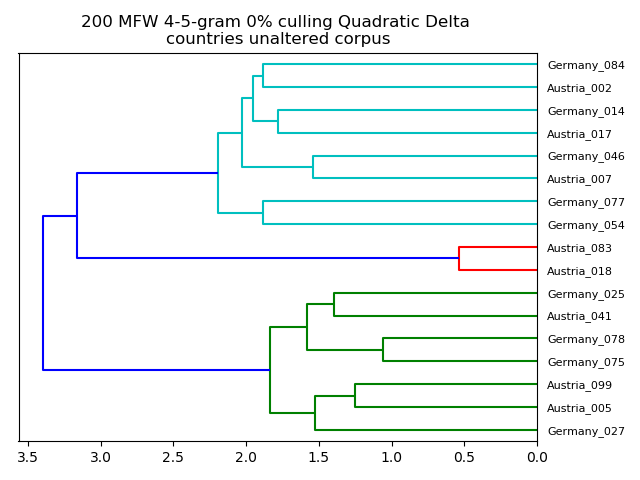 200 MFW 4-5-gram 0% culling Quadratic Delta
countries unaltered corpus
Germany_084
Austria_002
Germany_014
Austria_017
Germany_046
Austria_007
Germany_077
Germany_054
Austria_083
Austria_018
Germany_025
Austria_041
Germany_078
Germany_075
Austria_099
Austria_005
Germany_027
3.5 3.0 2.5 2.0 1.5 1.0 0.5 0.0